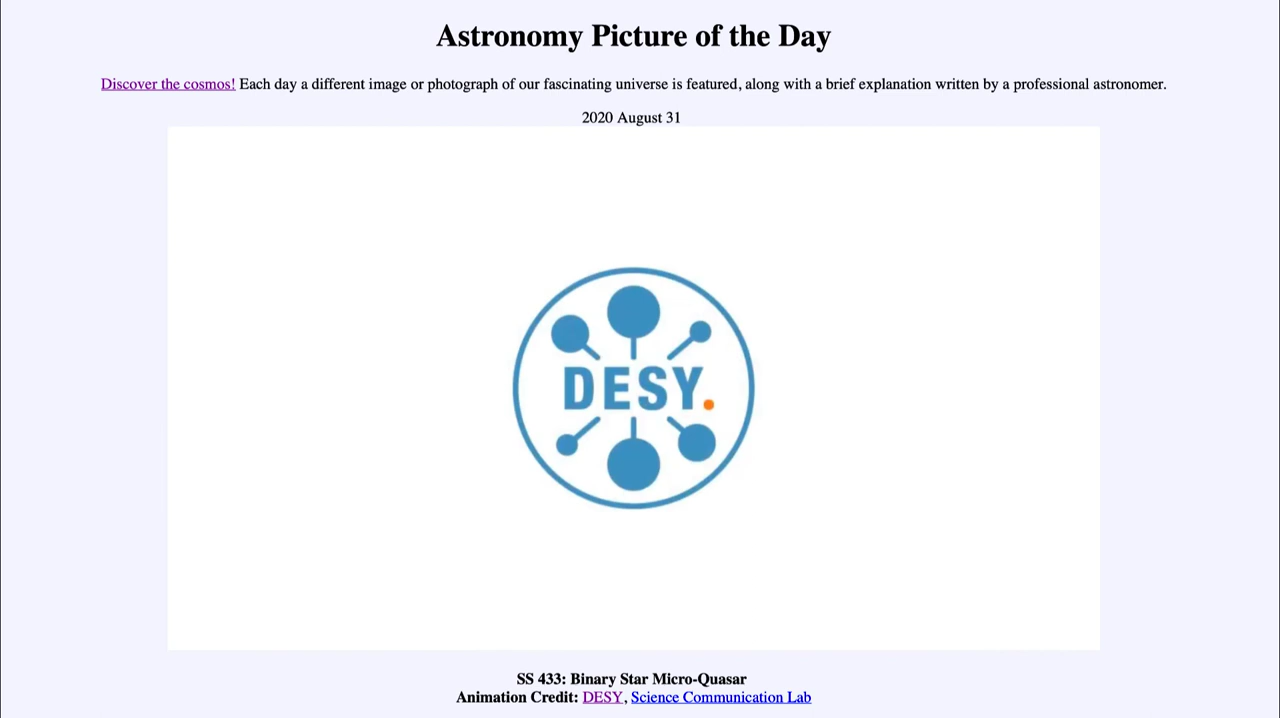 Astronomy Picture of the Day
Discover the cosmos! Each day a different image or photograph of our fascinating universe is featured, along with a brief explanation written by a professional astronomer.
2020 August 31
DESY.
SS 433: Binary Star Micro-Quasar
Animation Credit: DESY, Science Communication Lab